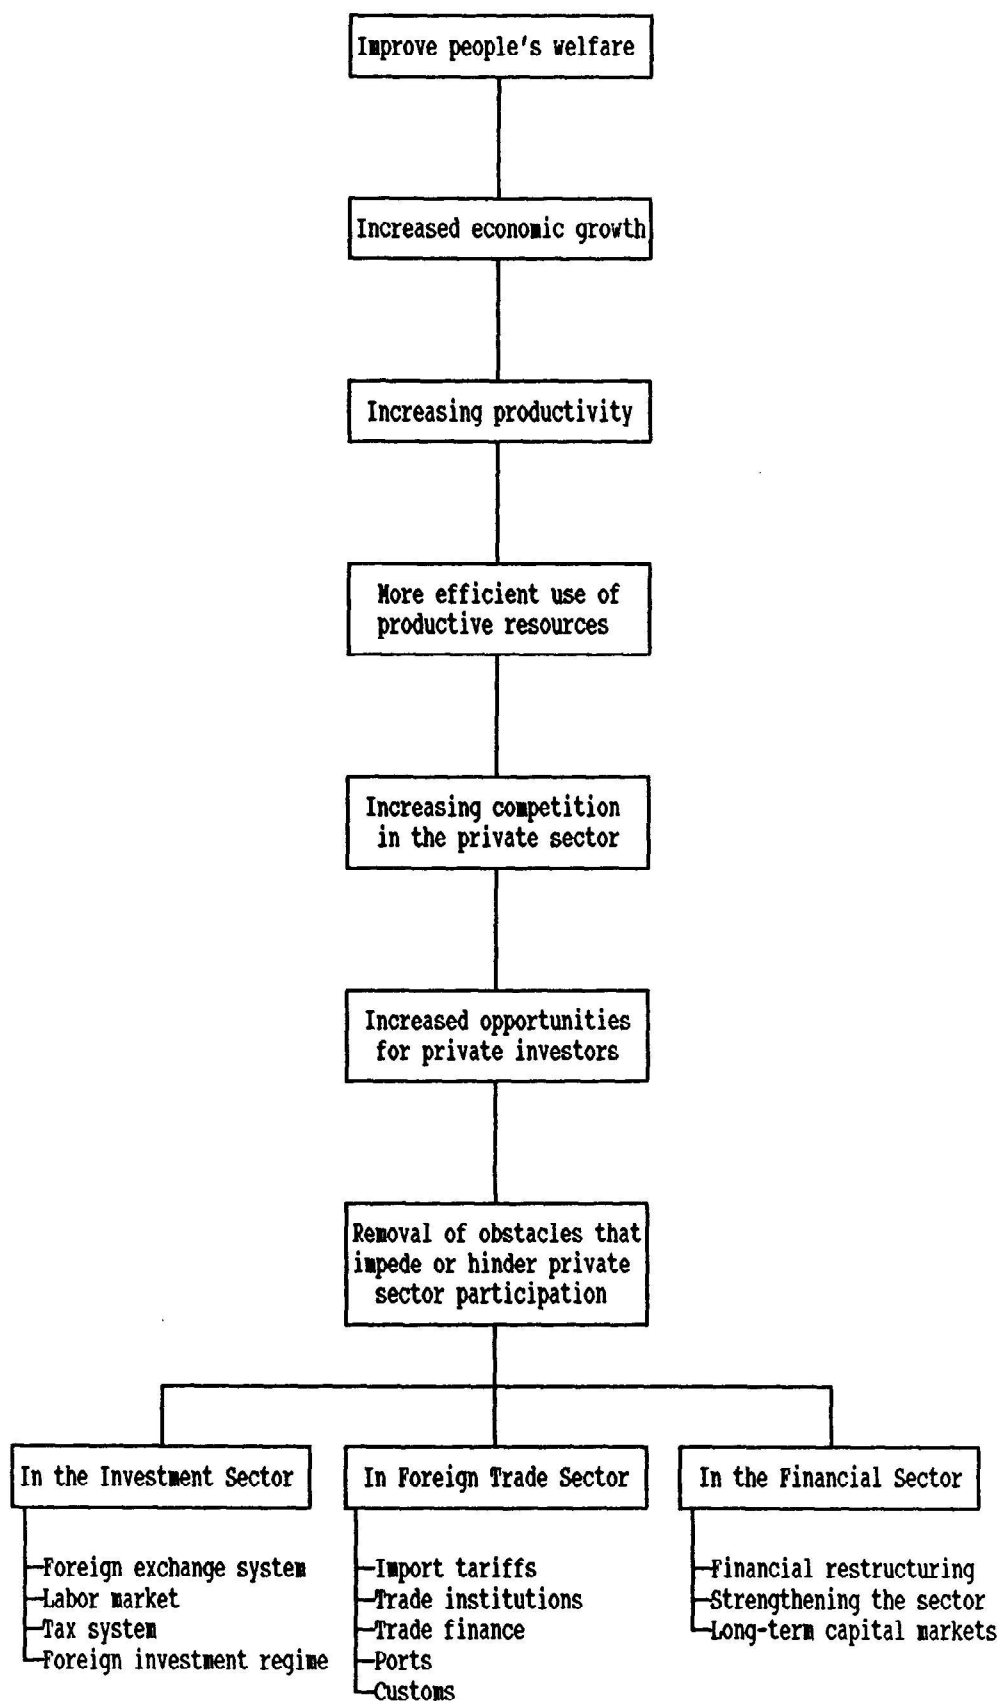 Improve people's welfare
Increased economic growth
Increasing productivity
More efficient use of
productive resources
Increasing competition
in the private sector
Increased opportunities
for private investors
Removal of obstacles that
impede or hinder private
sector participation
In the Investment Sector
Foreign exchange system
Labor market
Tax system
Foreign investment regime
In Foreign Trade Sector
Import tariffs
Trade institutions
Trade finance
Ports
Customs
In the Financial Sector
Financial restructuring
Strengthening the sector
Long-term capital markets